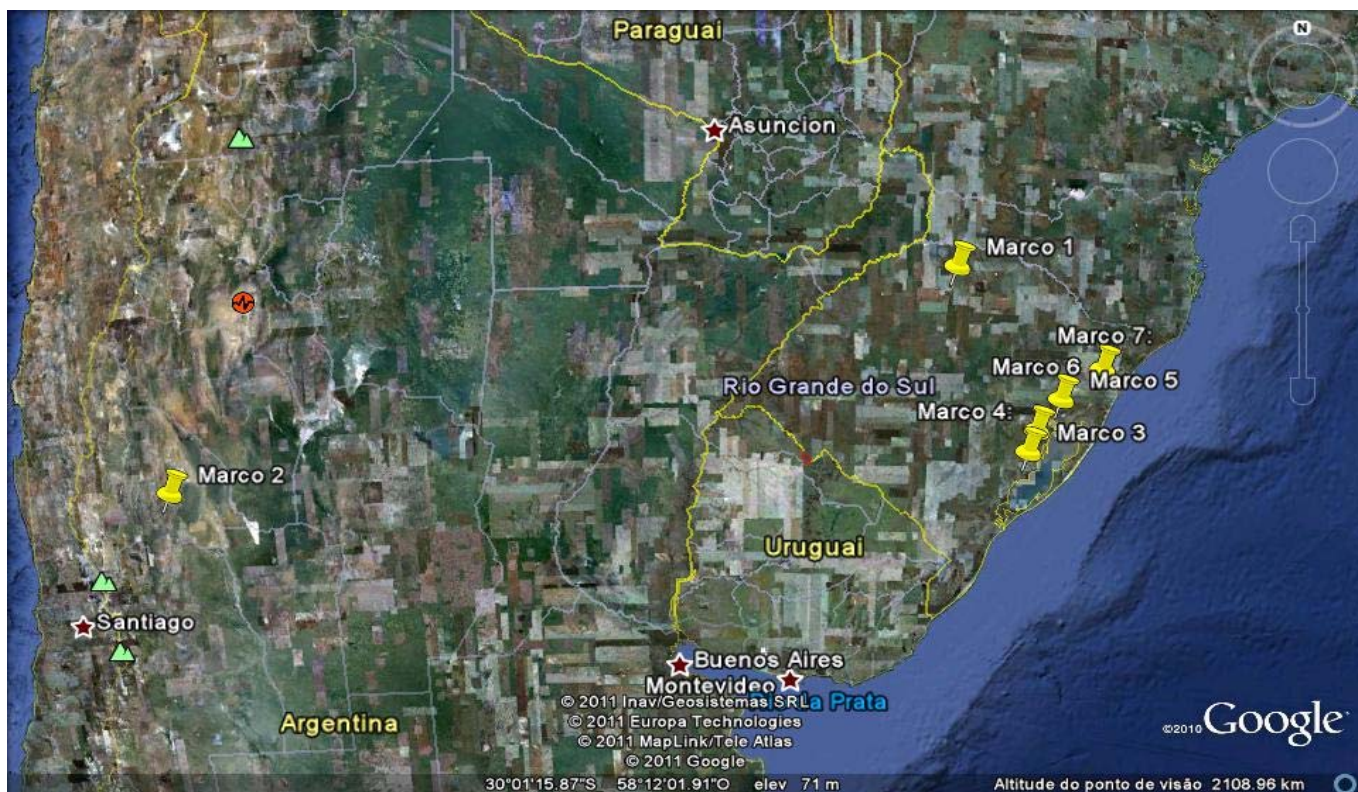 Paraguai
N
Asuncion
Marco 1
Marco 7:
Marco 6
Marco 5
Rio Grande do Sul
Marco 4:
Marco 3
Marco 2
Uruguai
Santiago
Buenos Aires
Montevideo
a Prata
© 2011 Inav/Geosistemas SRL
© 2011 Europa Technologies
Argentina
© 2011 MapLink/Tele Atlas
© 2011 Google
©2010 Google
30°01'15.87"S 58°12'01.91"O elev 71 m
Altitude do ponto de visão 2108.96 km